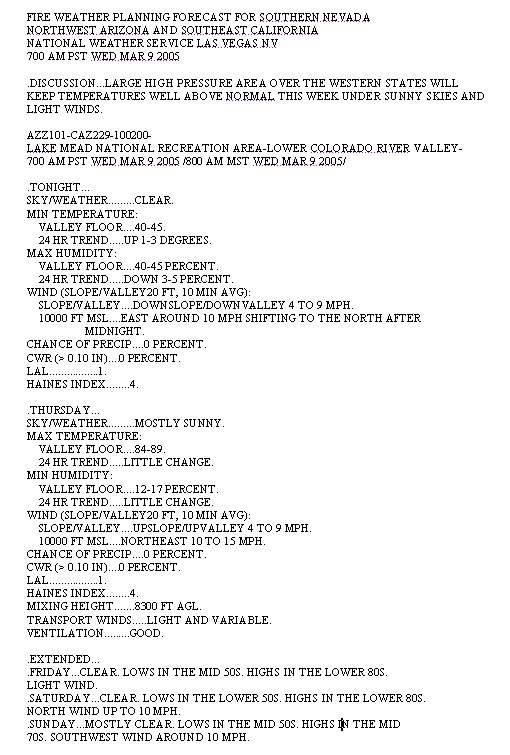 FIRE WEATHER PLANNING FORECAST FOR SOUTHERN NEVADA
NORTHWEST ARIZONA AND SOUTHEAST CALIFORNIA
NATIONAL WEATHER SERVICE LAS VEGAS NV
700 AM PST WED MAR 9 2005
.DISCUSSION...LARGE HIGH PRESSURE AREA OVER THE WESTERN STATES WILL
KEEP TEMPERATURES WELL ABOVE NORMAL THIS WEEK UNDER SUNNY SKIES AND
LIGHT WINDS.
AZZ101-CAZ229-100200-
LAKE MEAD NATIONAL RECREATION AREA-LOWER COLORADO RIVER VALLEY-
700 AM PST WED MAR 9 2005 /800 AM MST WED MAR 9 2005/
.TONIGHT...
SKY/WEATHER.........CLEAR.
MIN TEMPERATURE:
VALLEY FLOOR....40-45.
24 HR TREND.....UP 1-3 DEGREES.
MAX HUMIDITY:
VALLEY FLOOR....40-45 PERCENT.
24 HR TREND.....DOWN 3-5 PERCENT.
WIND (SLOPE/VALLEY20 FT, 10 MIN AVG):
SLOPE/VALLEY....DOWNSLOPE/DOWNVALLEY 4 TO 9 MPH.
10000 FT MSL....EAST AROUND 10 MPH SHIFTING TO THE NORTH AFTER
MIDNIGHT.
CHANCE OF PRECIP....0 PERCENT.
CWR (> 0.10 IN)....0 PERCENT.
LAL.................1.
HAINES INDEX........4.
.THURSDAY...
SKY/WEATHER.........MOSTLY SUNNY.
MAX TEMPERATURE:
VALLEY FLOOR....84-89.
24 HR TREND.....LITTLE CHANGE.
MIN HUMIDITY:
VALLEY FLOOR....12-17 PERCENT.
24 HR TREND.....LITTLE CHANGE.
WIND (SLOPE/VALLEY20 FT, 10 MIN AVG):
SLOPE/VALLEY....UPSLOPE/UPVALLEY 4 TO 9 MPH.
10000 FT MSL....NORTHEAST 10 TO 15 MPH.
CHANCE OF PRECIP....0 PERCENT.
CWR (> 0.10 IN)....0 PERCENT.
LAL.................1.
HAINES INDEX........4.
MIXING HEIGHT.......8300 FT AGL.
TRANSPORT WINDS.....LIGHT AND VARIABLE.
VENTILATION.........GOOD.
.EXTENDED...
.FRIDAY...CLEAR. LOWS IN THE MID 50S. HIGHS IN THE LOWER 80S.
LIGHT WIND.
.SATURDAY...CLEAR. LOWS IN THE LOWER 50S. HIGHS IN THE LOWER 80S.
NORTH WIND UP TO 10 MPH.
.SUNDAY...MOSTLY CLEAR. LOWS IN THE MID 50S. HIGHS IN THE MID
70S. SOUTHWEST WIND AROUND 10 MPH.